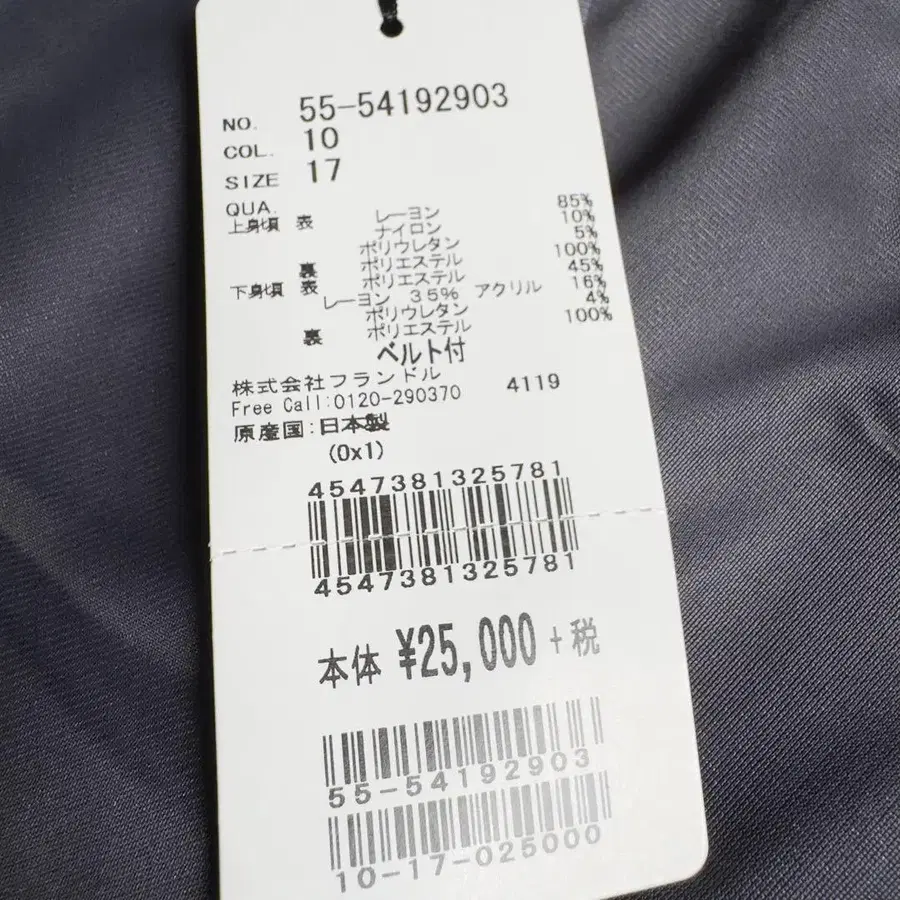 NO. 55-54192903
COL. 10
SIZE 17
QUA.
上身頃 表 レーヨン 85%
ナイロン 10%
ポリウレタン 5%
裏 ポリエステル 100%
下身頃 表 ポリエステル 45%
レーヨン 35% アクリル 16%
ポリウレタン 4%
裏 ポリエステル 100%
ベルト付
株式会社フランドル
Free Call:0120-290370 4119
原産国:日本製
(0x1)
4547381325781
4547381325781
本体 ¥25,000 +税
55-54192903
10-17-025000